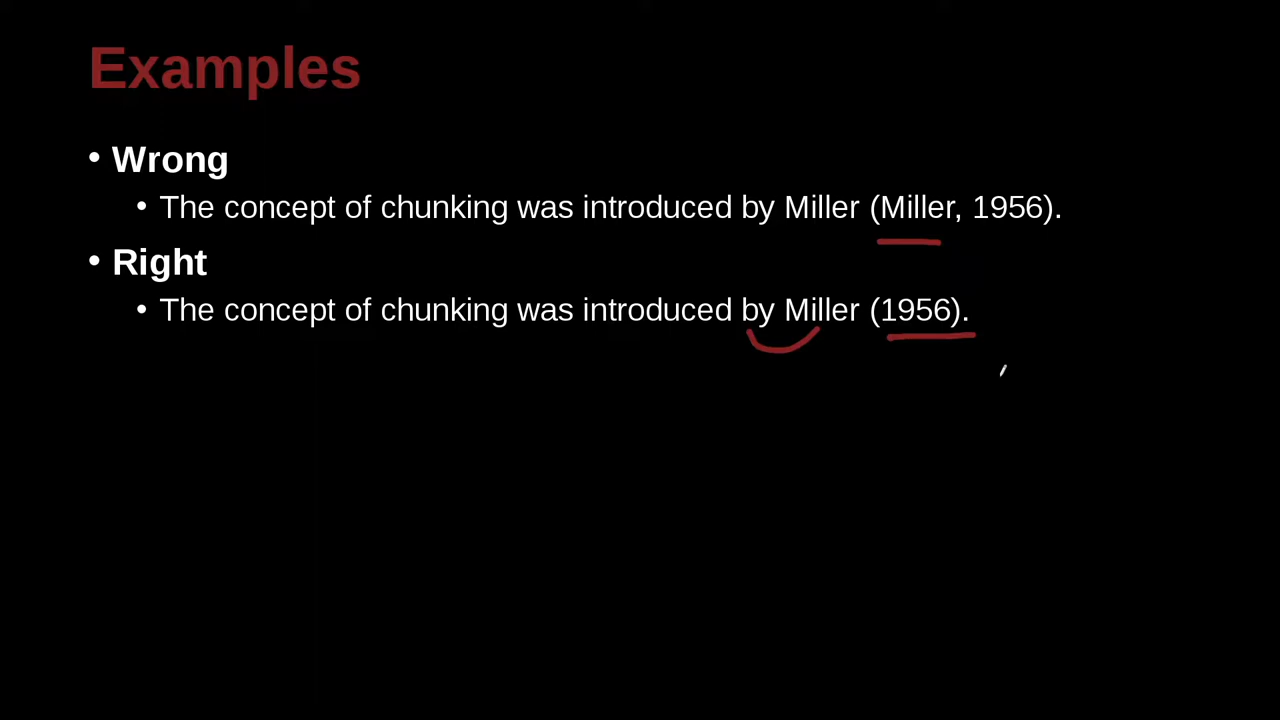 Examples
• Wrong
• The concept of chunking was introduced by Miller (Miller, 1956).
• Right
• The concept of chunking was introduced by Miller (1956).